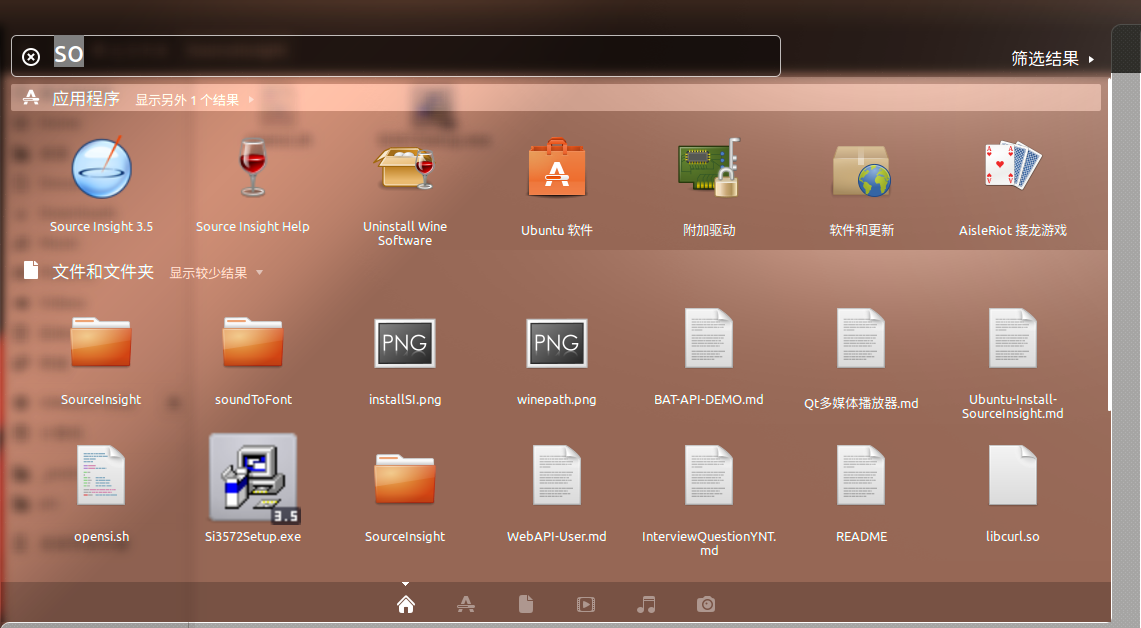 so
筛选结果
应用程序 显示另外 1 个结果
Source Insight 3.5
Source Insight Help
Uninstall Wine
Software
Ubuntu 软件
附加驱动
软件和更新
AisleRiot 接龙游戏
文件和文件夹 显示较少结果
SourceInsight
soundToFont
PNG
installSI.png
PNG
winepath.png
BAT-API-DEMO.md
Qt多媒体播放器.md
Ubuntu-Install-
SourceInsight.md
opensi.sh
3.5
Si3572Setup.exe
SourceInsight
WebAPI-User.md
InterviewQuestionYNT.
md
README
libcurl.so